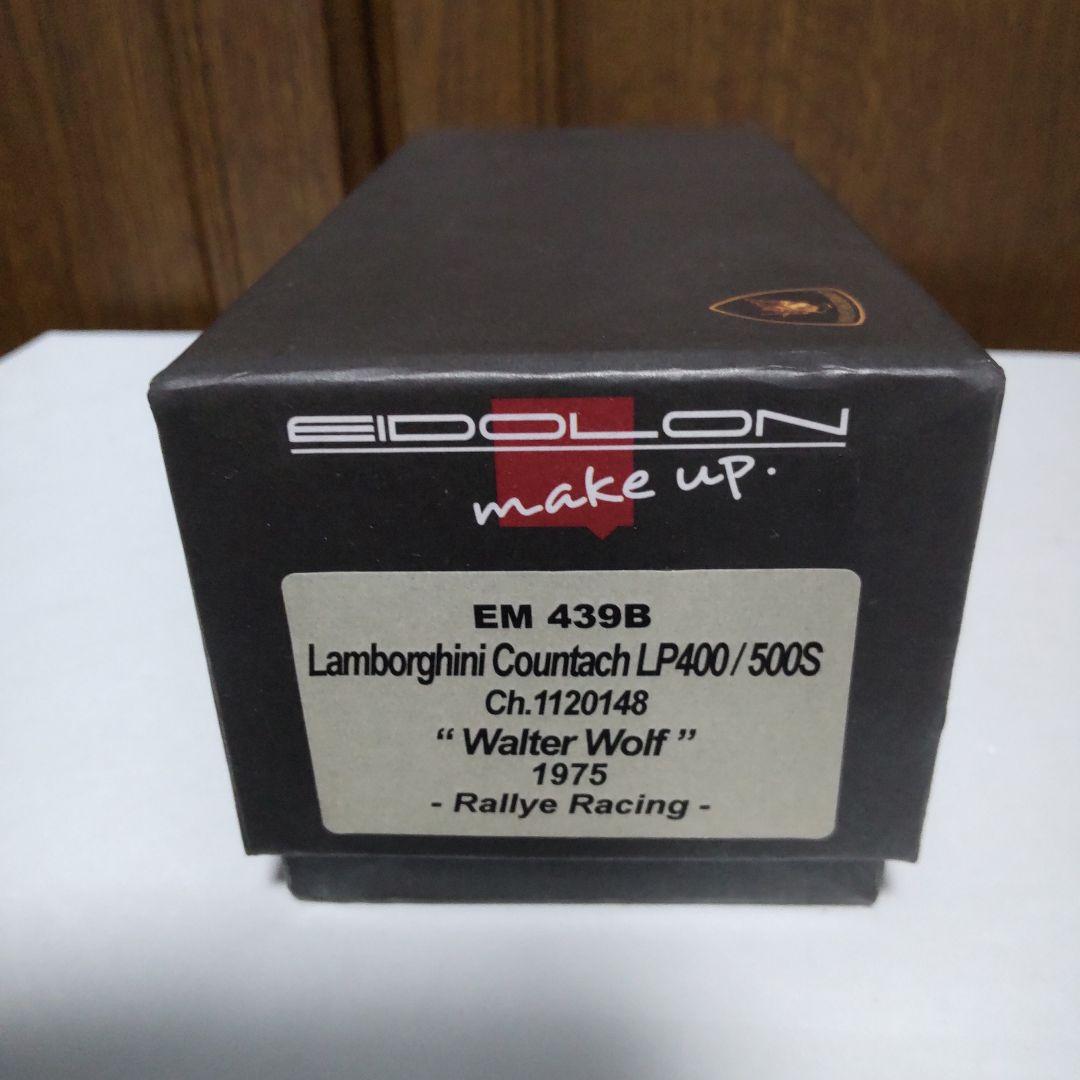 EIDOLON
make up.
EM 439B
Lamborghini Countach LP400 / 500S
Ch.1120148
“ Walter Wolf ”
1975
- Rallye Racing -